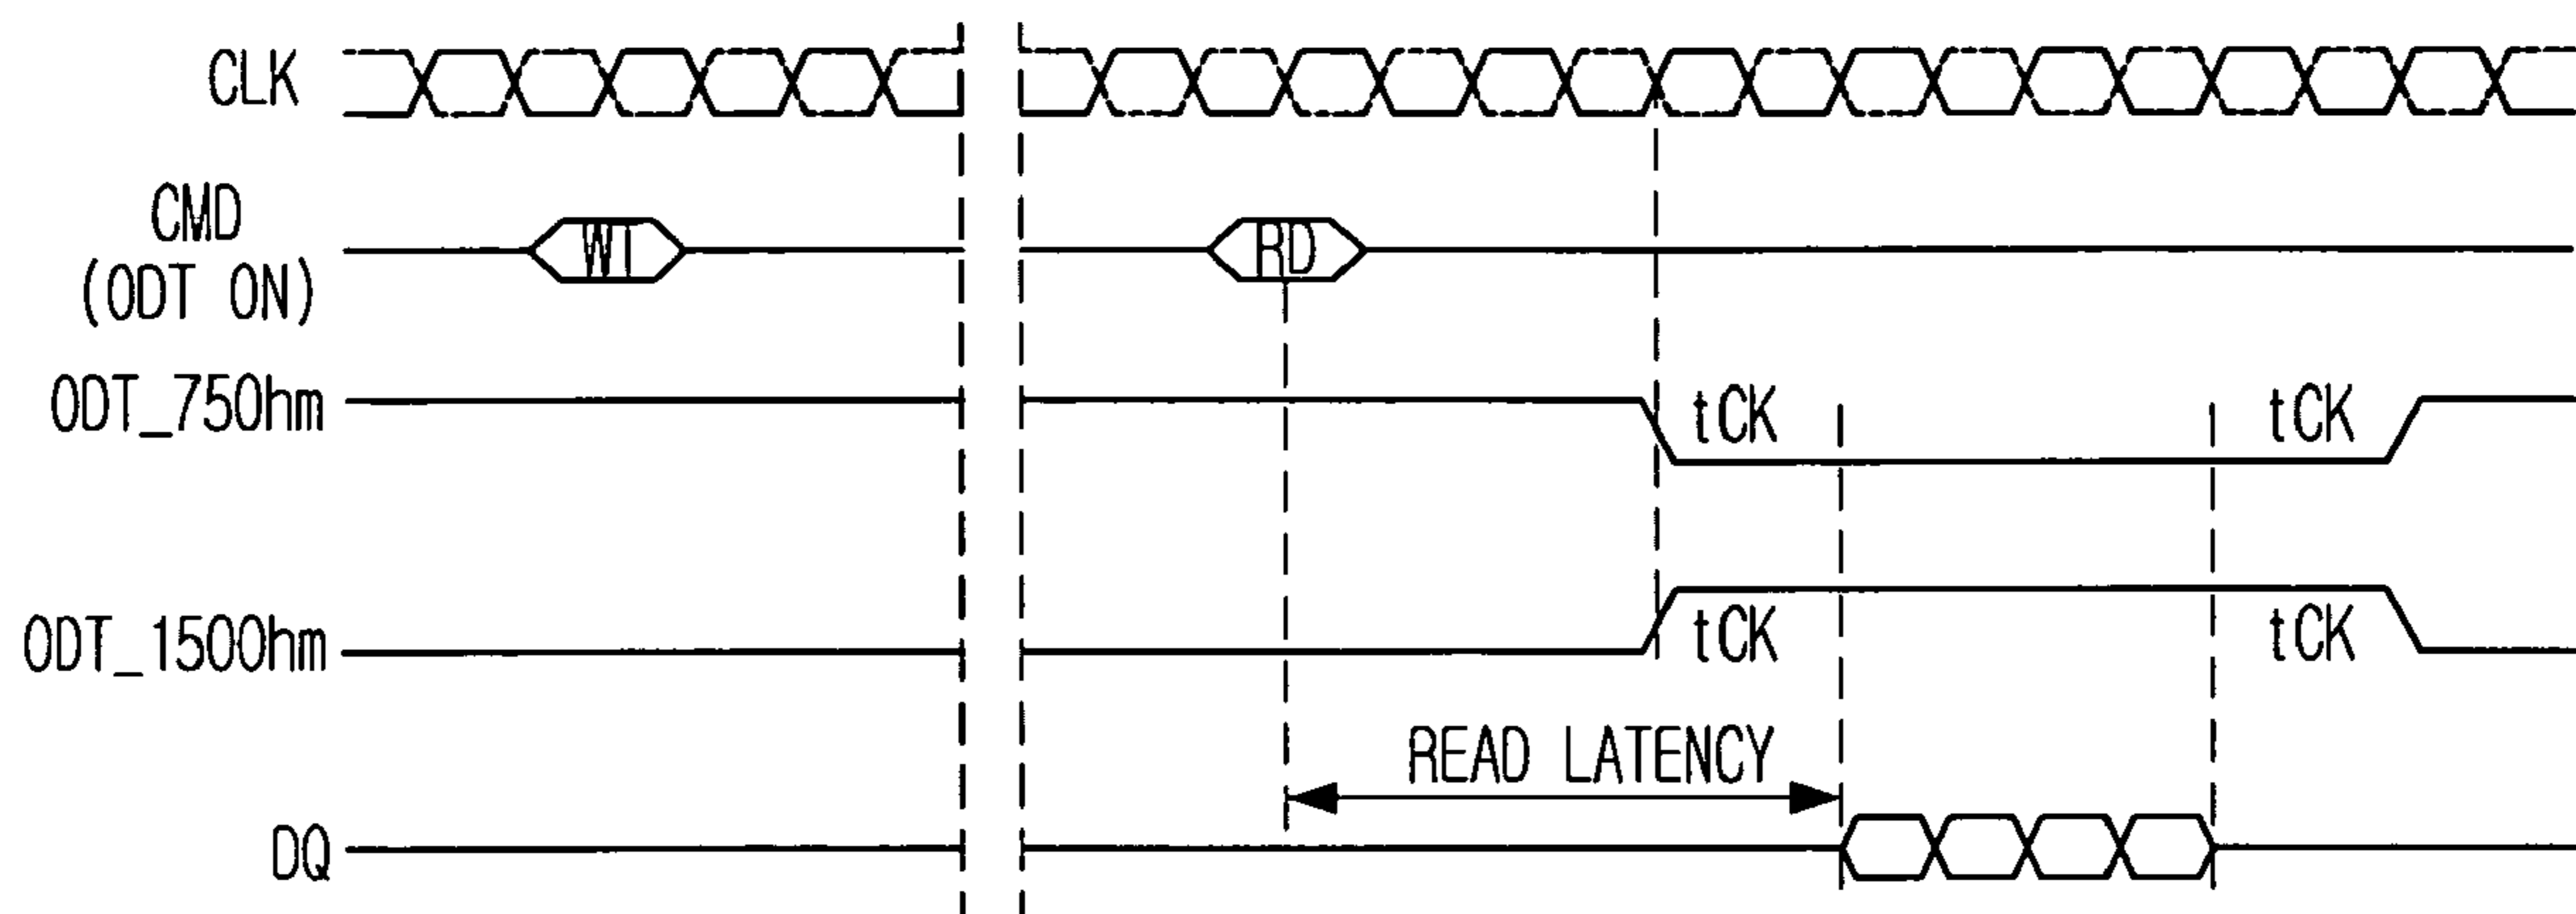 CLK
CMD
(ODT ON)
WT
RD
ODT_75Ohm
tCK
tCK
ODT_150Ohm
tCK
tCK
READ LATENCY
DQ